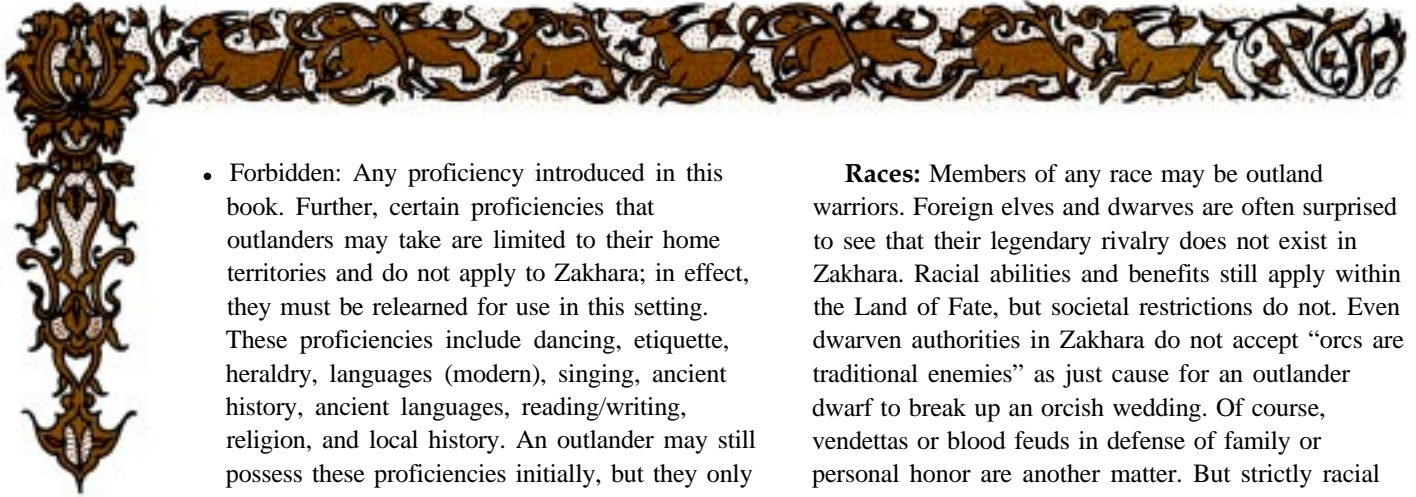 • Forbidden: Any proficiency introduced in this
book. Further, certain proficiencies that
outlanders may take are limited to their home
territories and do not apply to Zakhara; in effect,
they must be relearned for use in this setting.
These proficiencies include dancing, etiquette,
heraldry, languages (modern), singing, ancient
history, ancient languages, reading/writing,
religion, and local history. An outlander may still
possess these proficiencies initially, but they only
Races: Members of any race may be outland
warriors. Foreign elves and dwarves are often surprised
to see that their legendary rivalry does not exist in
Zakhara. Racial abilities and benefits still apply within
the Land of Fate, but societal restrictions do not. Even
dwarven authorities in Zakhara do not accept “orcs are
traditional enemies” as just cause for an outlander
dwarf to break up an orcish wedding. Of course,
vendettas or blood feuds in defense of family or
personal honor are another matter. But strictly racial